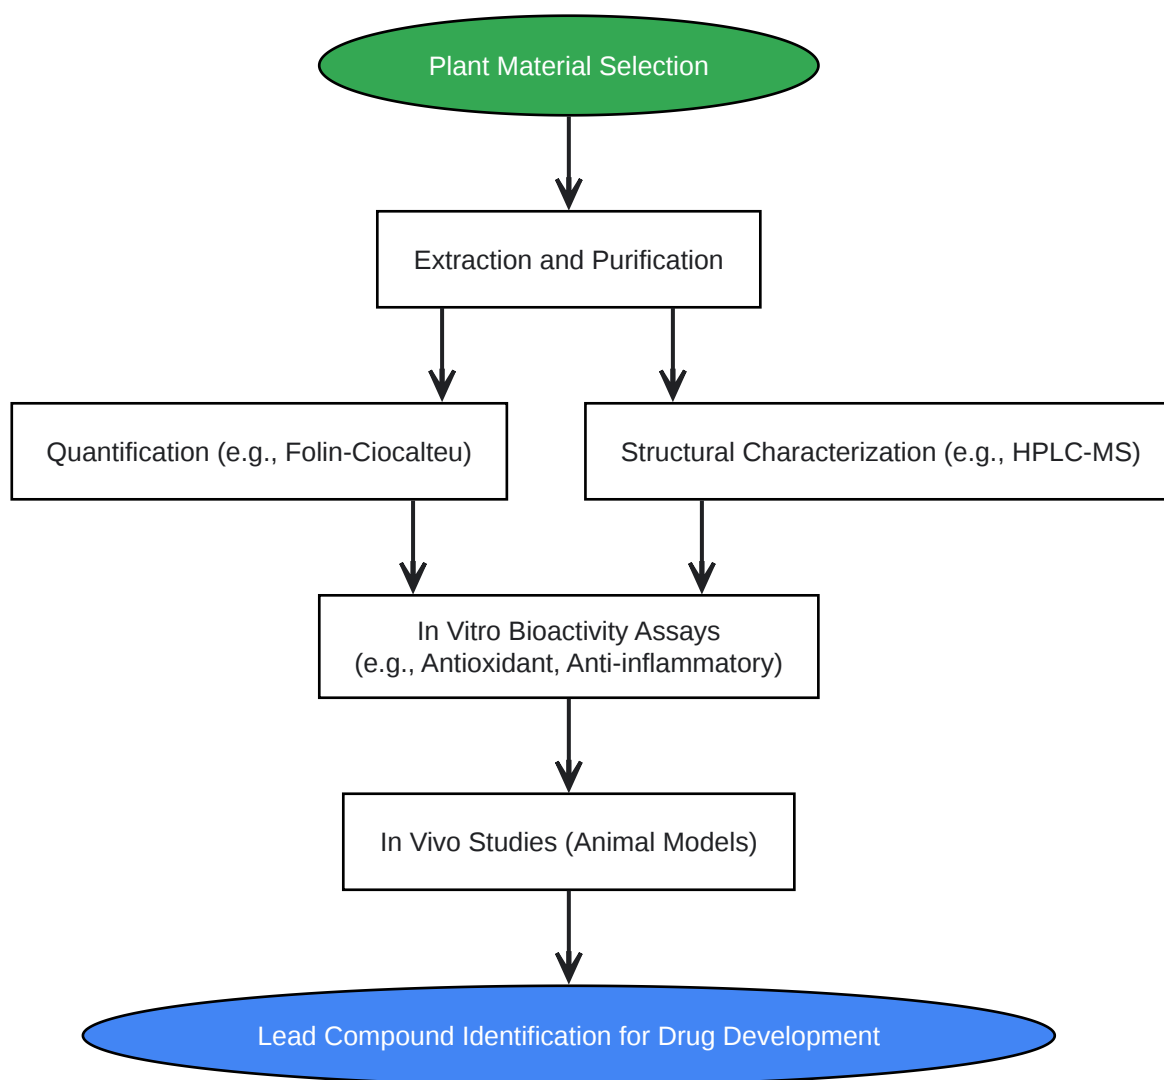 Plant Material Selection
Extraction and Purification
Quantification (e.g., Folin-Ciocalteu)
Structural Characterization (e.g., HPLC-MS)
In Vitro Bioactivity Assays
(e.g., Antioxidant, Anti-inflammatory)
In Vivo Studies (Animal Models)
Lead Compound Identification for Drug Development